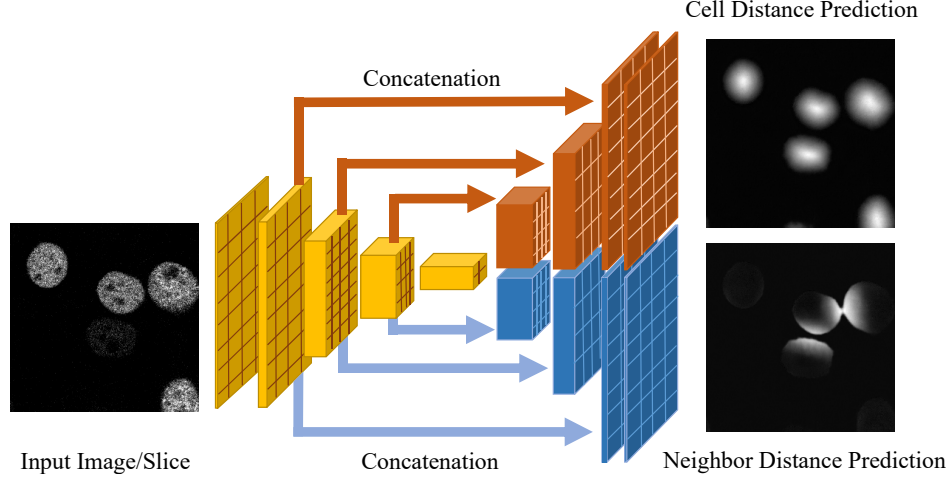 Cell Distance Prediction
Concatenation
Input Image/Slice
Concatenation
Neighbor Distance Prediction